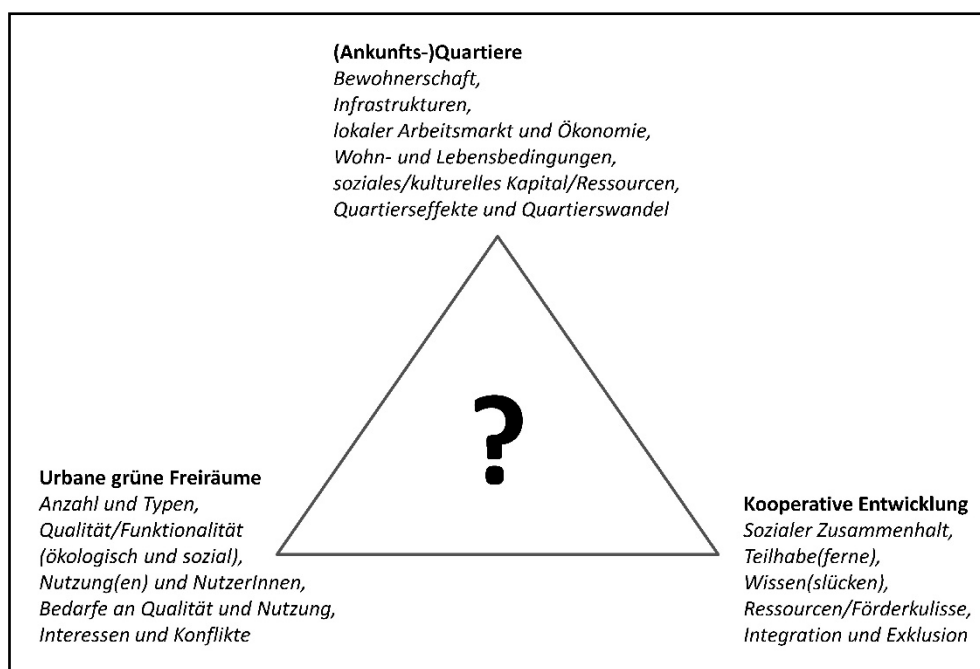 (Ankunfts-)Quartiere
Bewohnerschaft,
Infrastrukturen,
lokaler Arbeitsmarkt und Ökonomie,
Wohn- und Lebensbedingungen,
soziales/kulturelles Kapital/Ressourcen,
Quartierseffekte und Quartierswandel
?
Urbane grüne Freiräume
Anzahl und Typen,
Qualität/Funktionalität
(ökologisch und sozial),
Nutzung(en) und NutzerInnen,
Bedarfe an Qualität und Nutzung,
Interessen und Konflikte
Kooperative Entwicklung
Sozialer Zusammenhalt,
Teilhabe(ferne),
Wissen(slücken),
Ressourcen/Förderkulisse,
Integration und Exklusion